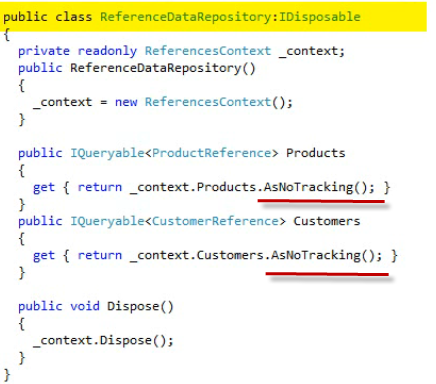 public class ReferenceDataRepository:IDisposable
{
private readonly ReferencesContext _context;
public ReferenceDataRepository()
{
_context = new ReferencesContext();
}
public IQueryable<ProductReference> Products
{
get { return _context.Products.AsNoTracking(); }
}
public IQueryable<CustomerReference> Customers
{
get { return _context.Customers.AsNoTracking(); }
}
public void Dispose()
{
_context.Dispose();
}
}